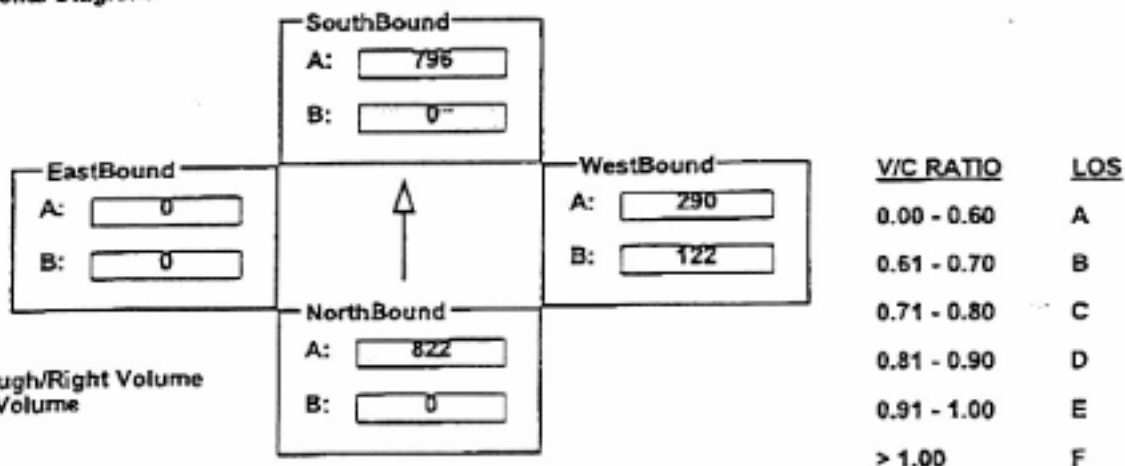 SouthBound
A: 796
B: 0
EastBound
A: 0
B: 0
WestBound
A: 290
B: 122
NorthBound
A: 822
B: 0
Volume
V/C RATIO LOS
0.00 - 0.60 A
0.61 - 0.70 B
0.71 - 0.80 C
0.81 - 0.90 D
0.91 - 1.00 E
> 1.00 F